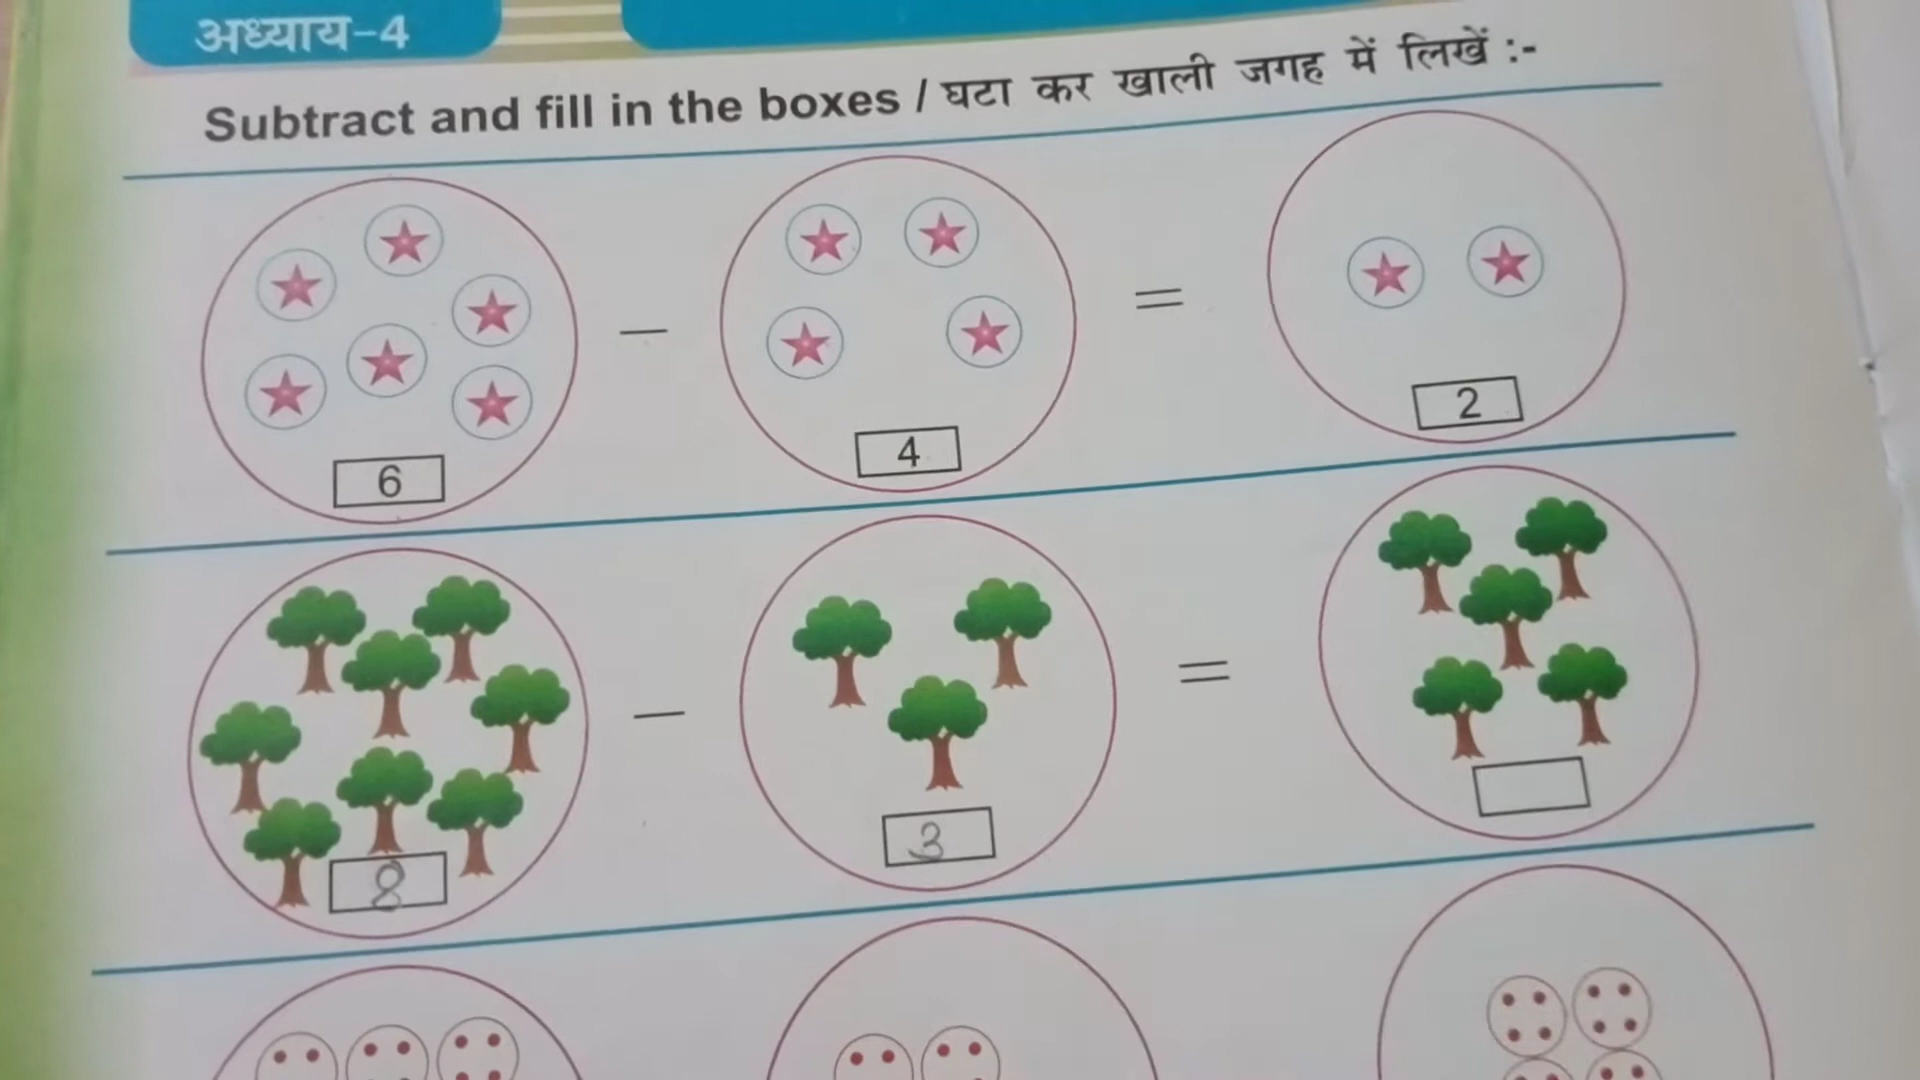 अध्याय-4
Subtract and fill in the boxes / घटा कर खाली जगह में लिखें :-
6 − 4 = 2
8 − 3 =